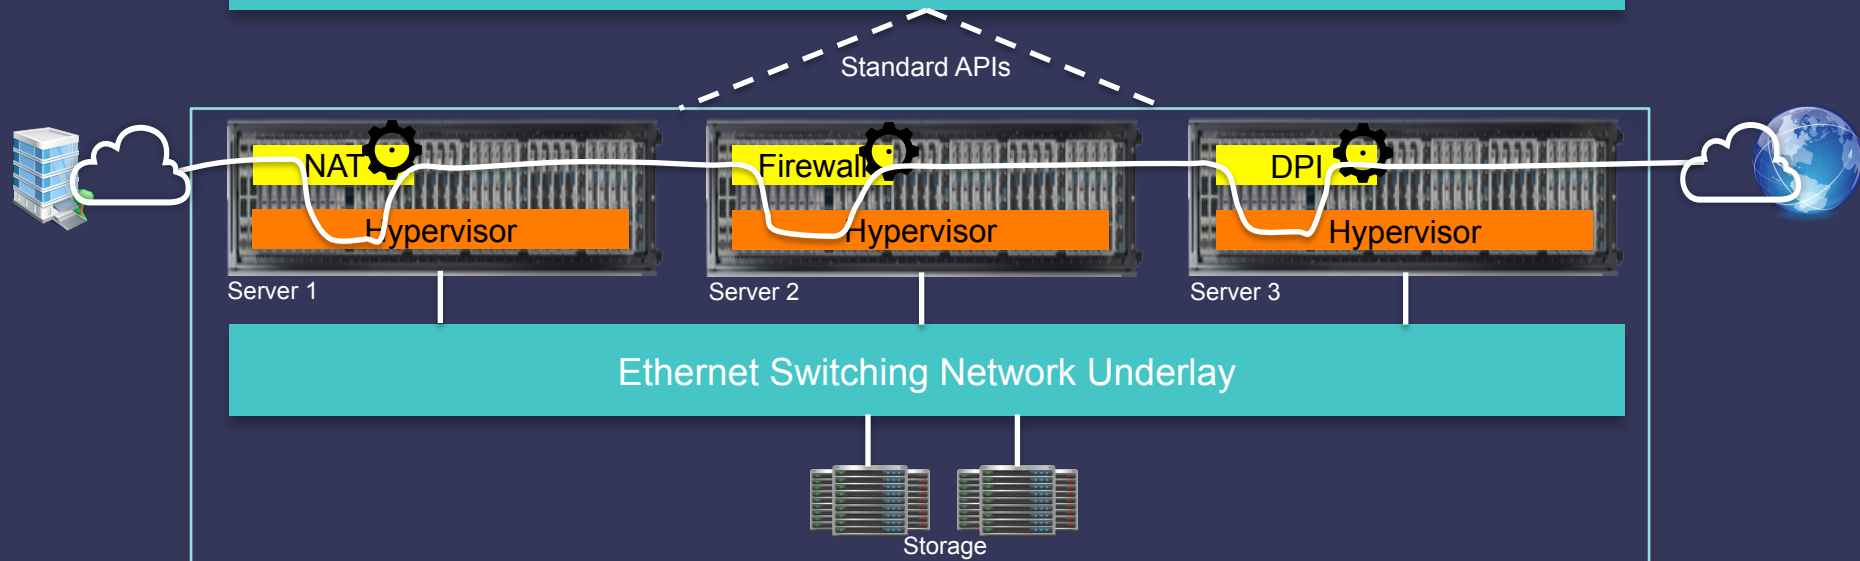 Standard APIs
NAT
Firewall
DPI
Hypervisor
Hypervisor
Hypervisor
Server 1
Server 2
Server 3
Ethernet Switching Network Underlay
Storage